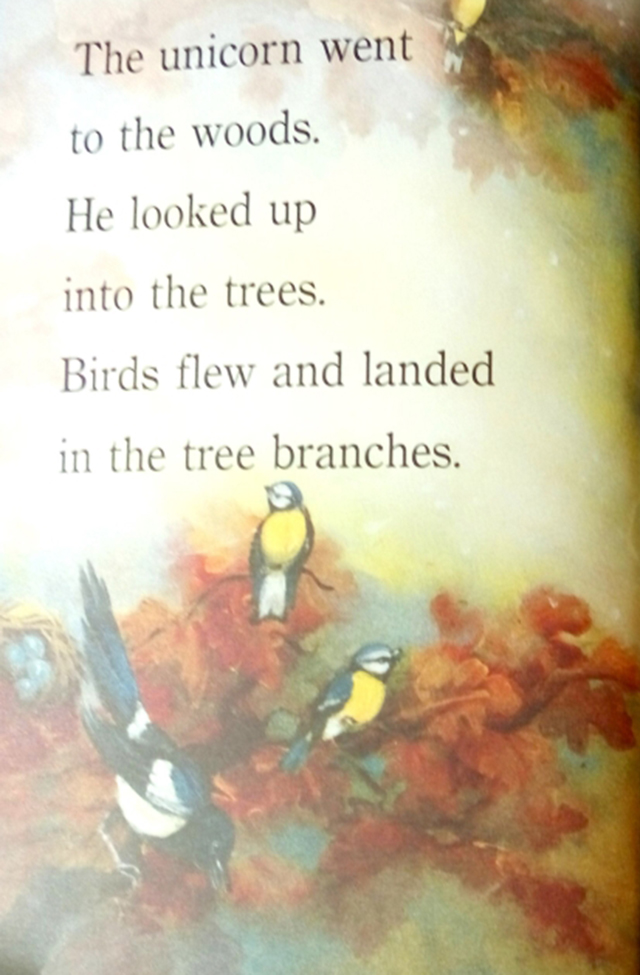 The unicorn went
to the woods.
He looked up
into the trees.
Birds flew and landed
in the tree branches.